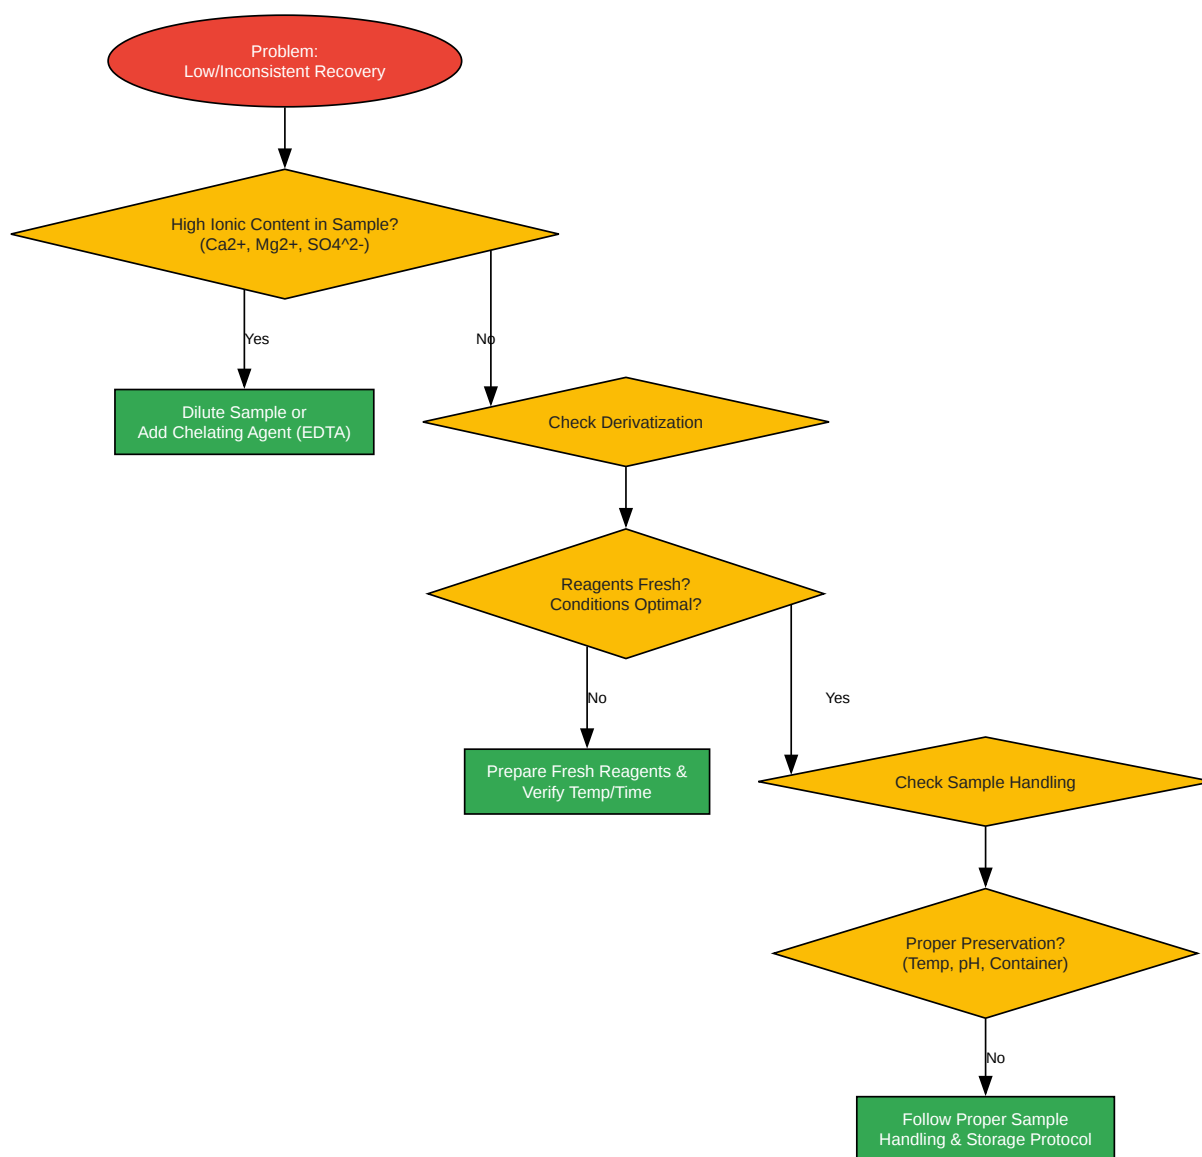 Problem:
Low/Inconsistent Recovery
High Ionic Content in Sample?
(Ca2+, Mg2+, SO4^2-)
Yes
No
Dilute Sample or
Add Chelating Agent (EDTA)
Check Derivatization
Reagents Fresh?
Conditions Optimal?
No
Yes
Prepare Fresh Reagents &
Verify Temp/Time
Check Sample Handling
Proper Preservation?
(Temp, pH, Container)
No
Follow Proper Sample
Handling & Storage Protocol